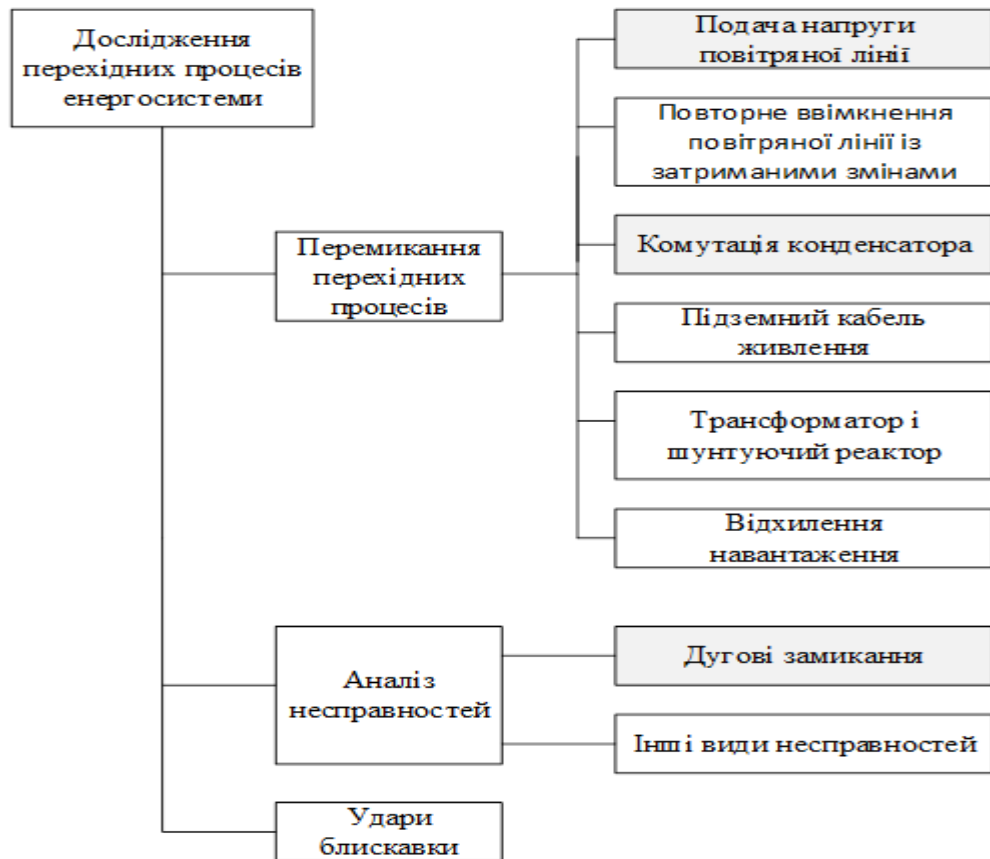 Дослідження
перехідних процесів
енергосистеми
Перемикання
перехідних
процесів
Подача напруги
повітряної лінії
Повторне ввімкнення
повітряної лінії із
затриманими змінами
Комутація конденсатора
Підземний кабель
живлення
Трансформатор і
шунтуючий реактор
Відхилення
навантаження
Аналіз
несправностей
Дугові замикання
Інші види несправностей
Удари
блискавки